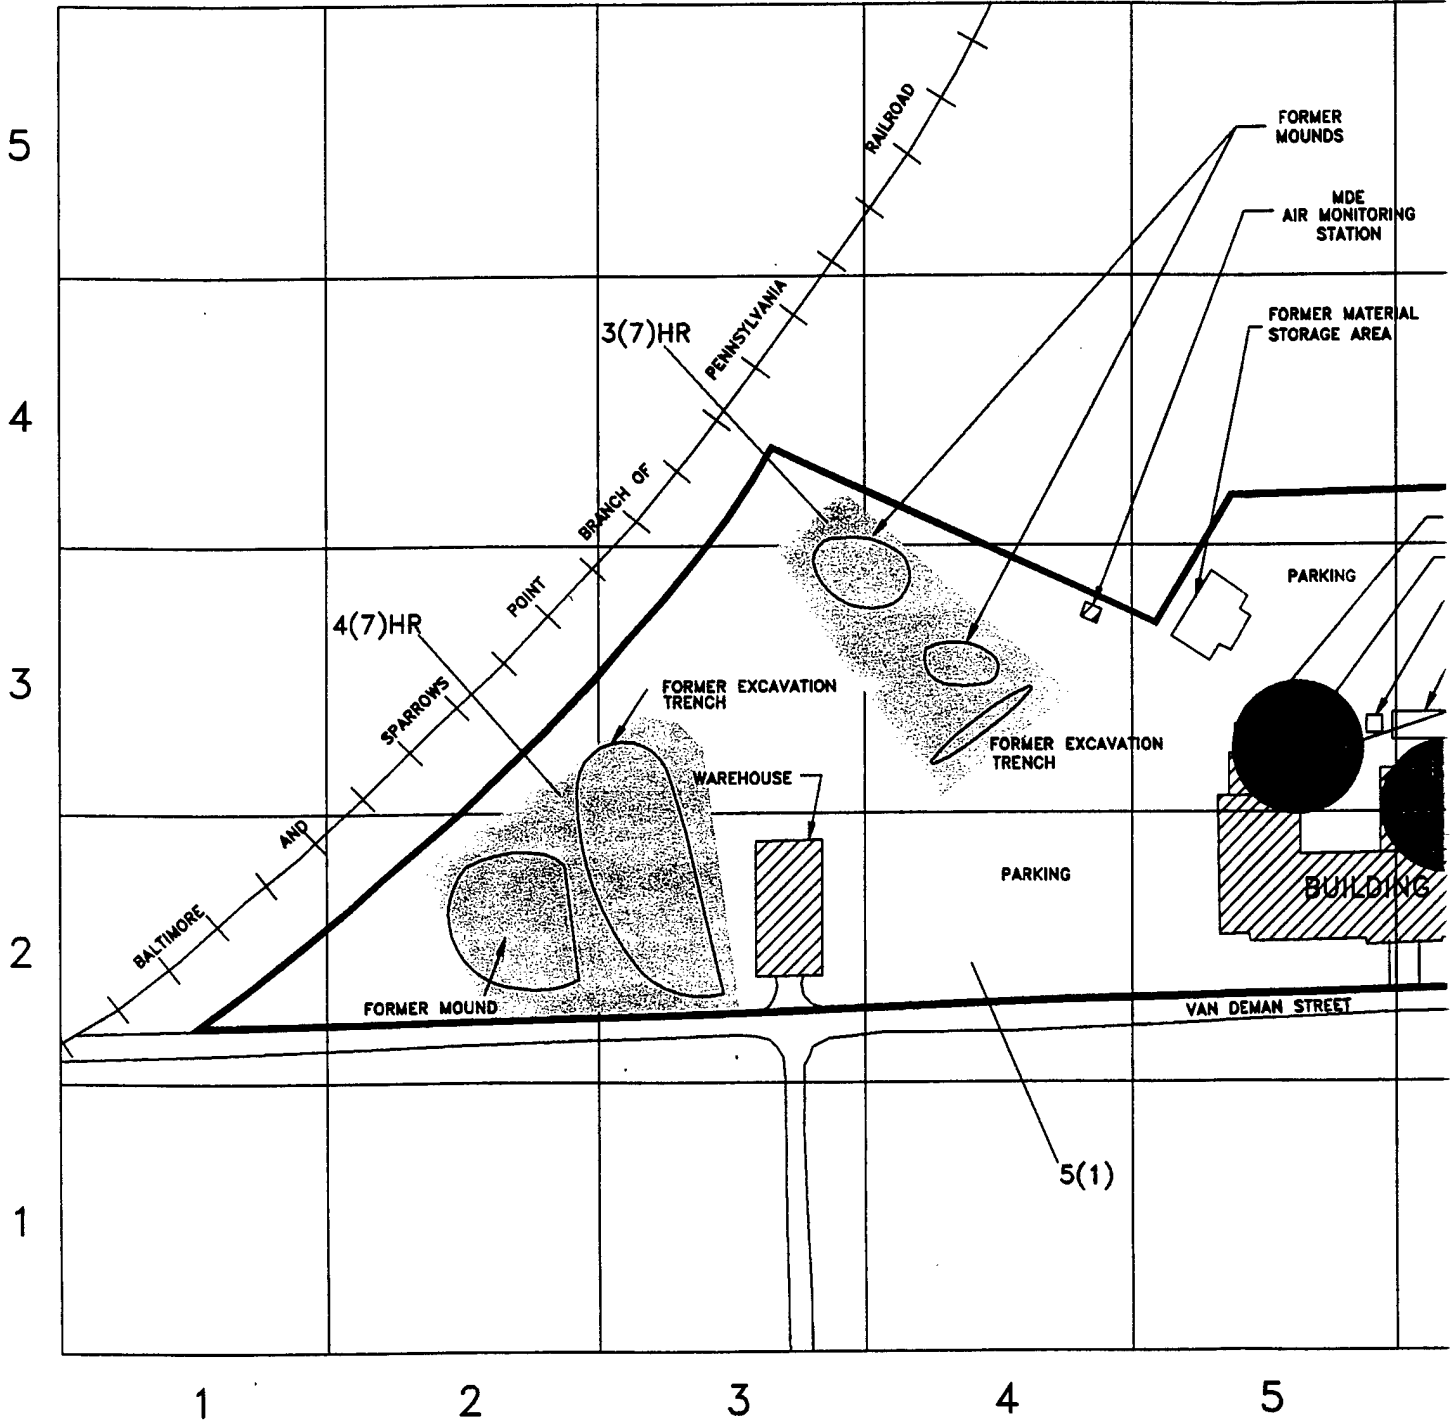 5
RAILROAD
FORMER
MOUNDS
MDE
AIR MONITORING
STATION
PENNSYLVANIA
3(7)HR
FORMER MATERIAL
STORAGE AREA
4
BRANCH OF
PARKING
POINT
4(7)HR
3
SPARROWS
FORMER EXCAVATION
TRENCH
FORMER EXCAVATION
TRENCH
WAREHOUSE
AND
PARKING
BUILDING
BALTIMORE
2
FORMER MOUND
VAN DEMAN STREET
5(1)
1
1 2 3 4 5